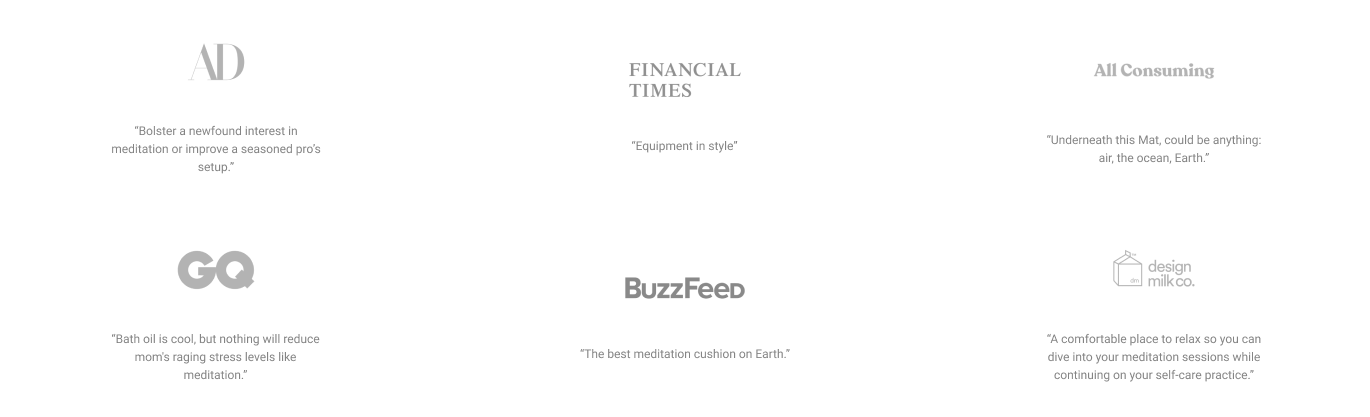 AD
“Bolster a newfound interest in
meditation or improve a seasoned pro’s
setup.”
FINANCIAL
TIMES
“Equipment in style”
All Consuming
“Underneath this Mat, could be anything:
air, the ocean, Earth.”
GQ
“Bath oil is cool, but nothing will reduce
mom's raging stress levels like
meditation.”
BuzzFeed
“The best meditation cushion on Earth.”
dm
design
milk co.
“A comfortable place to relax so you can
dive into your meditation sessions while
continuing on your self-care practice.”